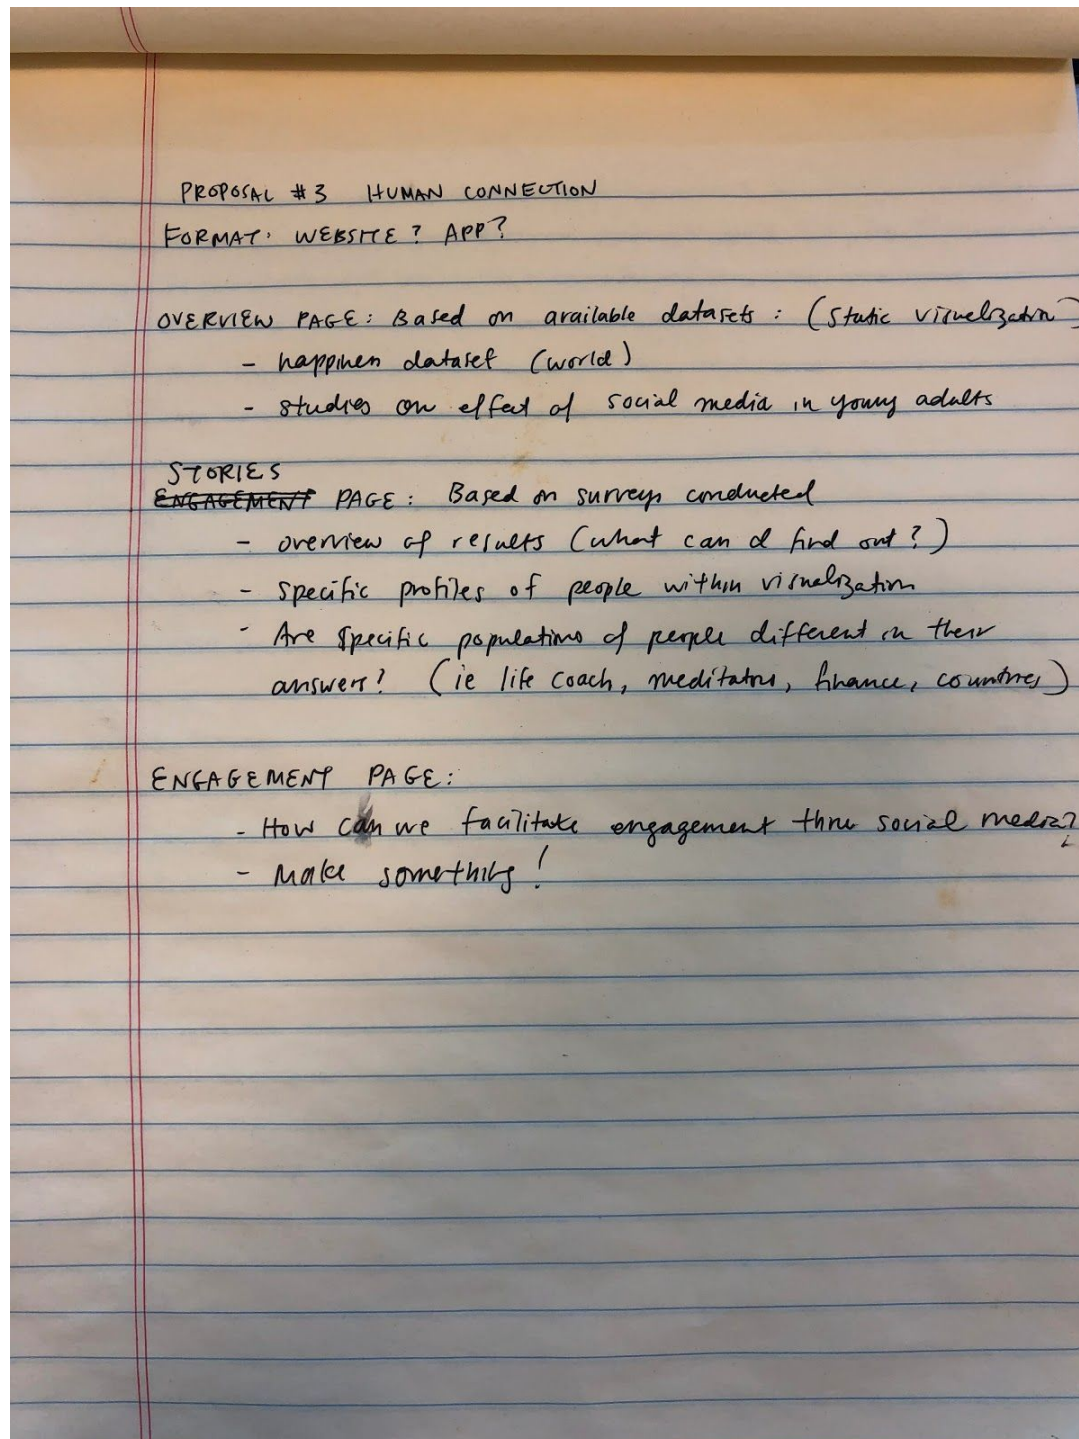 PROPOSAL #3 HUMAN CONNECTION
FORMAT: WEBSITE? APP?
OVERVIEW PAGE: Based on available datasets: (static visualization)
- happiness dataset (world)
- studies on effect of social media in young adults
STORIES
ENGAGEMENT PAGE: Based on surveys conducted
- overview of results (what can I find out?)
- Specific profiles of people within visualization
- Are specific populations of people different in their
answers? (ie life coach, meditators, finance, countries)
ENGAGEMENT PAGE:
- How can we facilitate engagement thru social media?
- Make something!